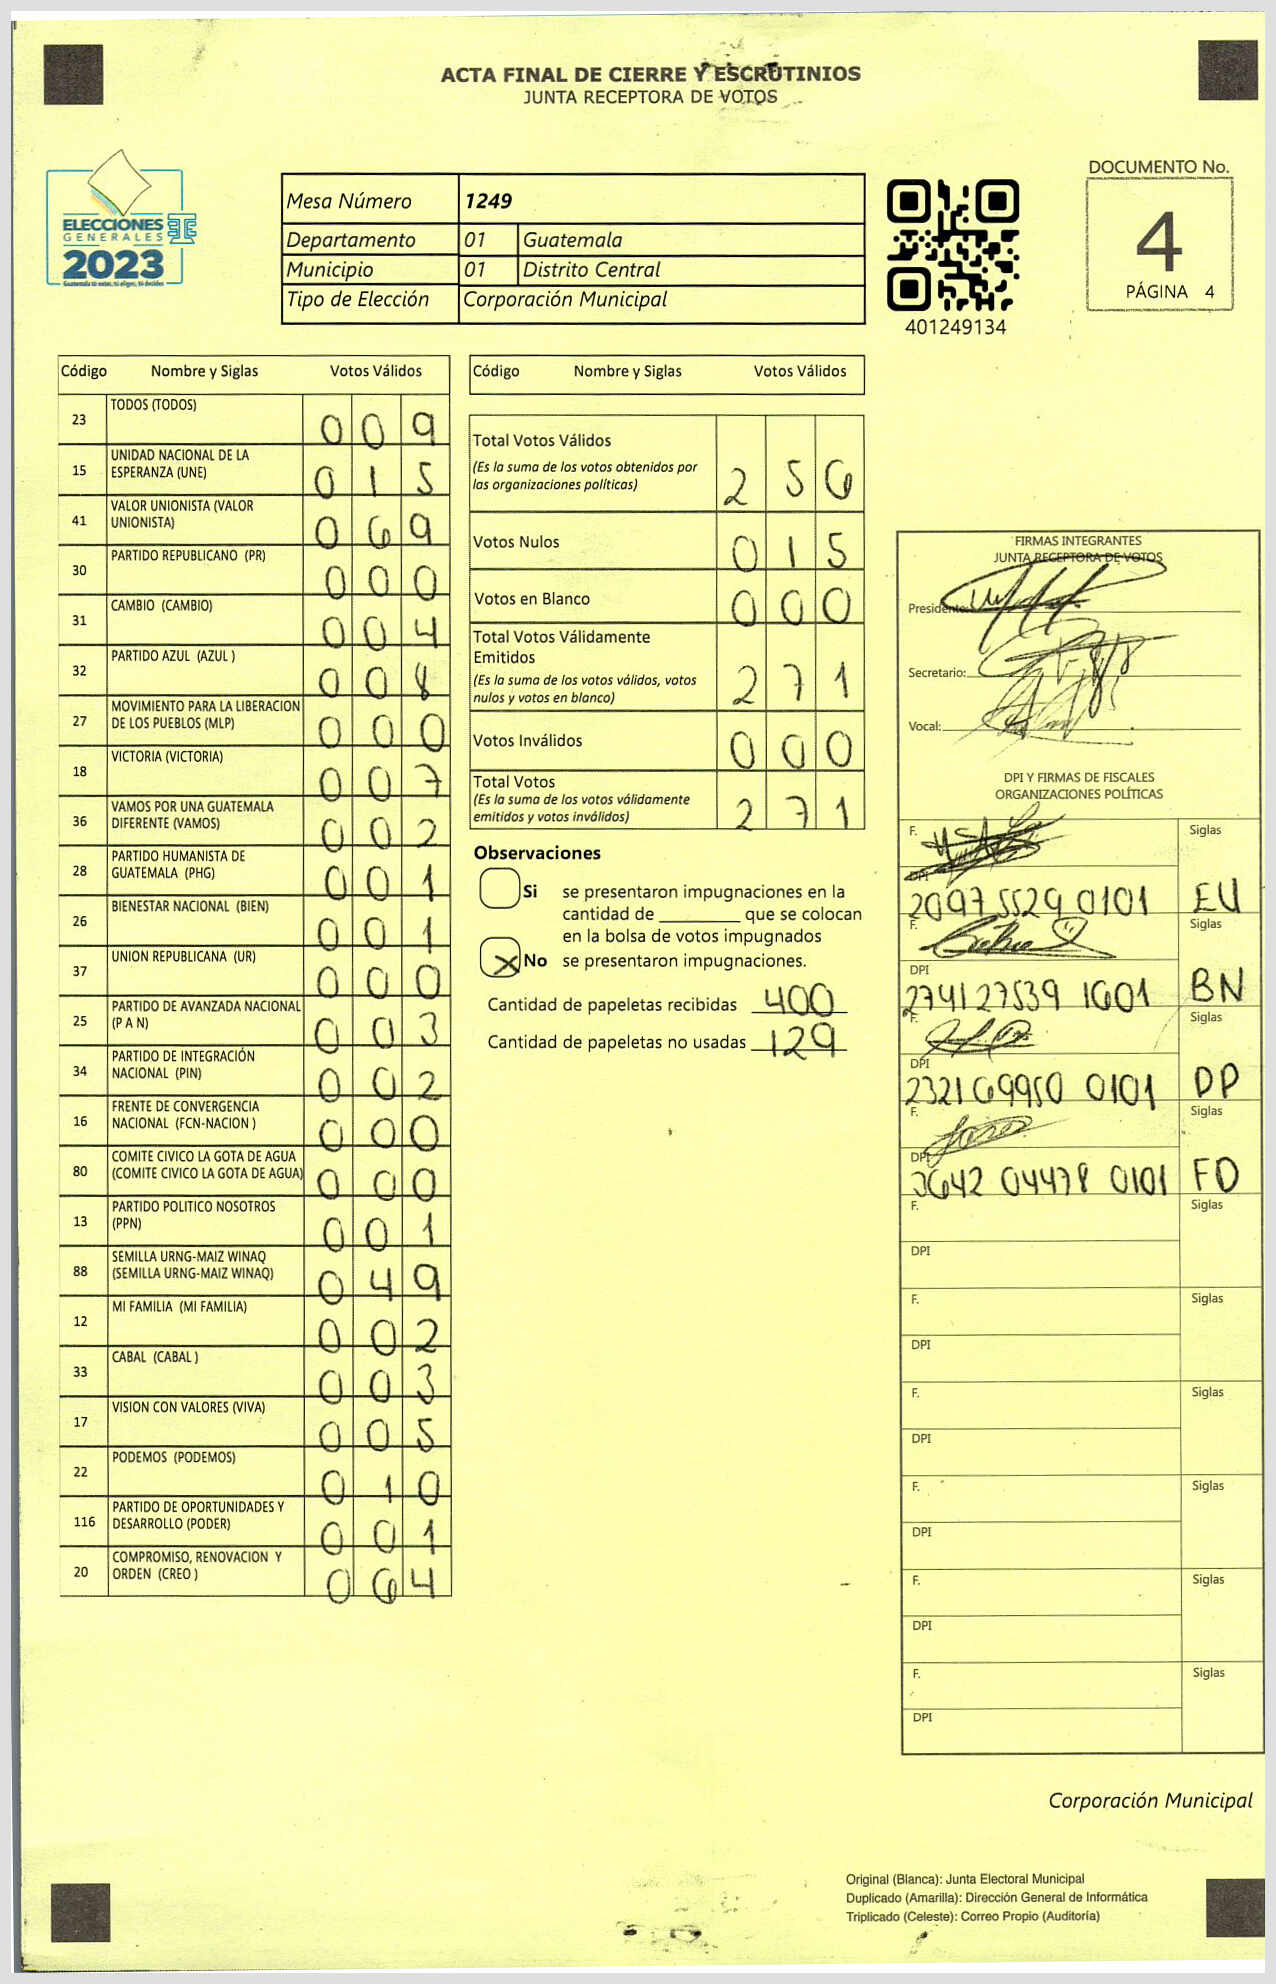 ACTA FINAL DE CIERRE Y ESCRUTINIOS
JUNTA RECEPTORA DE VOTOS
ELECCIONES
GENERALES
2023
Guatemala tú votas, tú eliges, tú decides
Mesa Número 1249
Departamento 01 Guatemala
Municipio 01 Distrito Central
Tipo de Elección Corporación Municipal
401249134
DOCUMENTO No.
4
PÁGINA 4
Código Nombre y Siglas Votos Válidos
23 TODOS (TODOS) 0 0 9
15 UNIDAD NACIONAL DE LA ESPERANZA (UNE) 0 1 5
41 VALOR UNIONISTA (VALOR UNIONISTA) 0 6 9
30 PARTIDO REPUBLICANO (PR) 0 0 0
31 CAMBIO (CAMBIO) 0 0 4
32 PARTIDO AZUL (AZUL ) 0 0 8
27 MOVIMIENTO PARA LA LIBERACION DE LOS PUEBLOS (MLP) 0 0 0
18 VICTORIA (VICTORIA) 0 0 7
36 VAMOS POR UNA GUATEMALA DIFERENTE (VAMOS) 0 0 2
28 PARTIDO HUMANISTA DE GUATEMALA (PHG) 0 0 1
26 BIENESTAR NACIONAL (BIEN) 0 0 1
37 UNION REPUBLICANA (UR) 0 0 0
25 PARTIDO DE AVANZADA NACIONAL (P A N) 0 0 3
34 PARTIDO DE INTEGRACIÓN NACIONAL (PIN) 0 0 2
16 FRENTE DE CONVERGENCIA NACIONAL (FCN-NACION ) 0 0 0
80 COMITE CIVICO LA GOTA DE AGUA (COMITE CIVICO LA GOTA DE AGUA) 0 0 0
13 PARTIDO POLITICO NOSOTROS (PPN) 0 0 1
88 SEMILLA URNG-MAIZ WINAQ (SEMILLA URNG-MAIZ WINAQ) 0 4 9
12 MI FAMILIA (MI FAMILIA) 0 0 2
33 CABAL (CABAL ) 0 0 3
17 VISION CON VALORES (VIVA) 0 0 5
22 PODEMOS (PODEMOS) 0 1 0
116 PARTIDO DE OPORTUNIDADES Y DESARROLLO (PODER) 0 0 1
20 COMPROMISO, RENOVACION Y ORDEN (CREO ) 0 6 4
Código Nombre y Siglas Votos Válidos
Total Votos Válidos 2 5 6
(Es la suma de los votos obtenidos por
las organizaciones políticas)
Votos Nulos 0 1 5
Votos en Blanco 0 0 0
Total Votos Válidamente
Emitidos 2 7 1
(Es la suma de los votos válidos, votos
nulos y votos en blanco)
Votos Inválidos 0 0 0
Total Votos 2 7 1
(Es la suma de los votos válidamente
emitidos y votos inválidos)
Observaciones
Si se presentaron impugnaciones en la
cantidad de ________ que se colocan
en la bolsa de votos impugnados
X No se presentaron impugnaciones.
Cantidad de papeletas recibidas 400
Cantidad de papeletas no usadas 129
FIRMAS INTEGRANTES
JUNTA RECEPTORA DE VOTOS
Presidente:
Secretario:
Vocal:
DPI Y FIRMAS DE FISCALES
ORGANIZACIONES POLÍTICAS
F. Siglas
DPI 20975529 0101 EU
F. Siglas
DPI 274127539 1601 BN
F. Siglas
DPI 232169950 0101 DP
F. Siglas
DPI 3642 04478 0101 FD
F. Siglas
DPI
F. Siglas
DPI
F. Siglas
DPI
F. Siglas
DPI
F. Siglas
DPI
F. Siglas
DPI
Corporación Municipal
Original (Blanca): Junta Electoral Municipal
Duplicado (Amarilla): Dirección General de Informática
Triplicado (Celeste): Correo Propio (Auditoría)